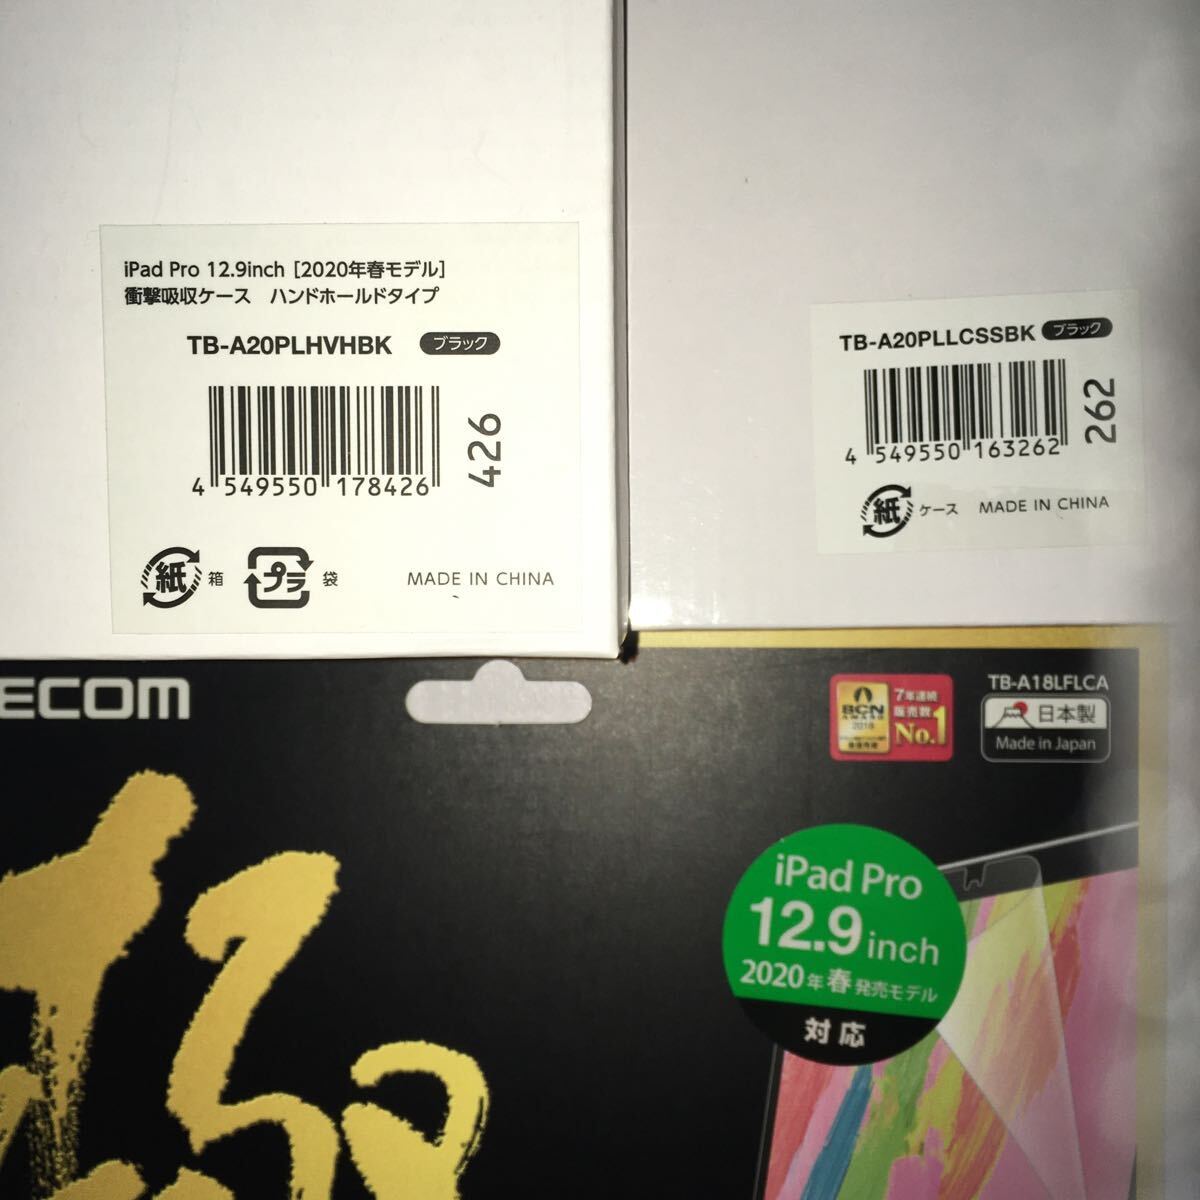 iPad Pro 12.9inch [2020年春モデル]
衝撃吸収ケース ハンドホールドタイプ
TB-A20PLHVHBK ブラック
4 549550 178426
426
紙 箱 プラ 袋 MADE IN CHINA
TB-A20PLLCSSBK ブラック
4 549550 163262
262
紙 ケース MADE IN CHINA
ECOM
BCN
AWARD
2018
7年連続
販売数
No.1
TB-A18LFLCA
日本製
Made in Japan
iPad Pro
12.9 inch
2020年春発売モデル
対応